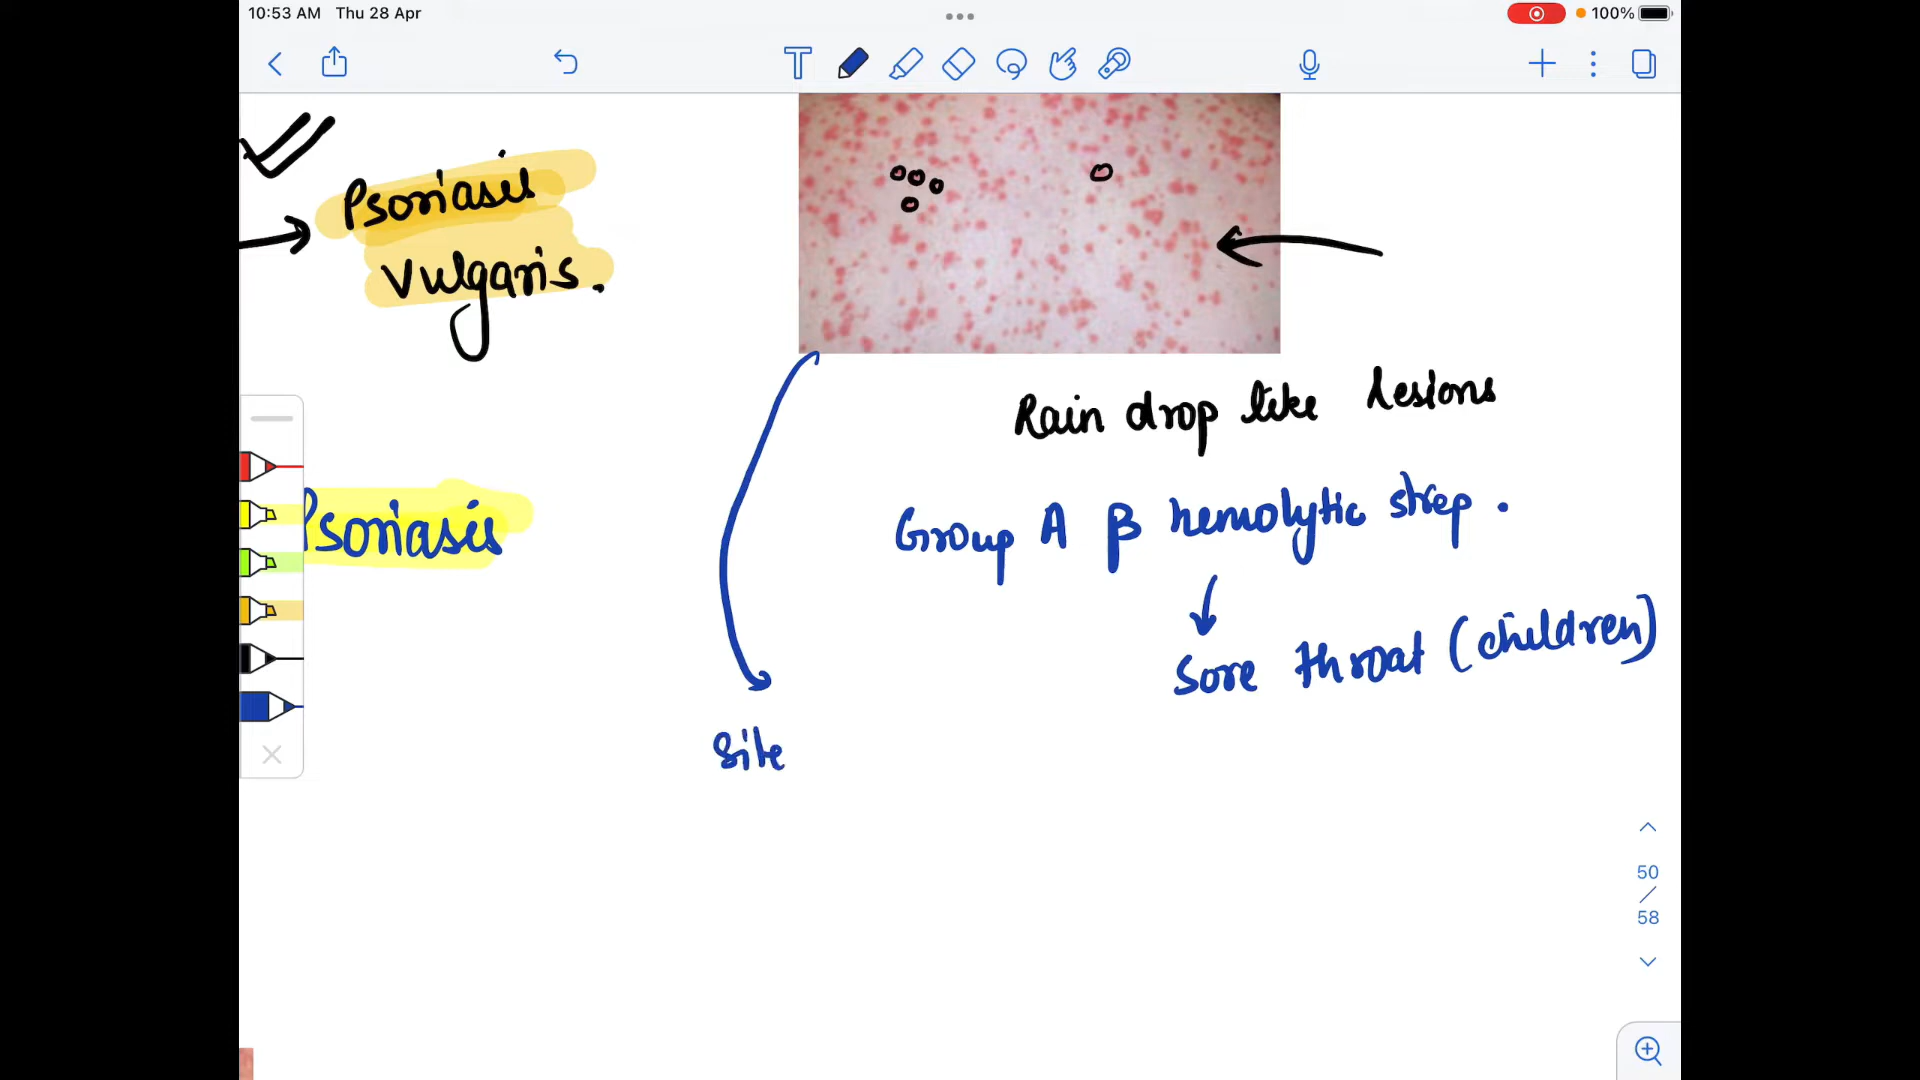 10:53 AM Thu 28 Apr
100%
T
Psoriasis
Vulgaris.
Rain drop like lesions
Psoriasis
Group A β hemolytic strep.
Sore throat (children)
Site
50
/
58